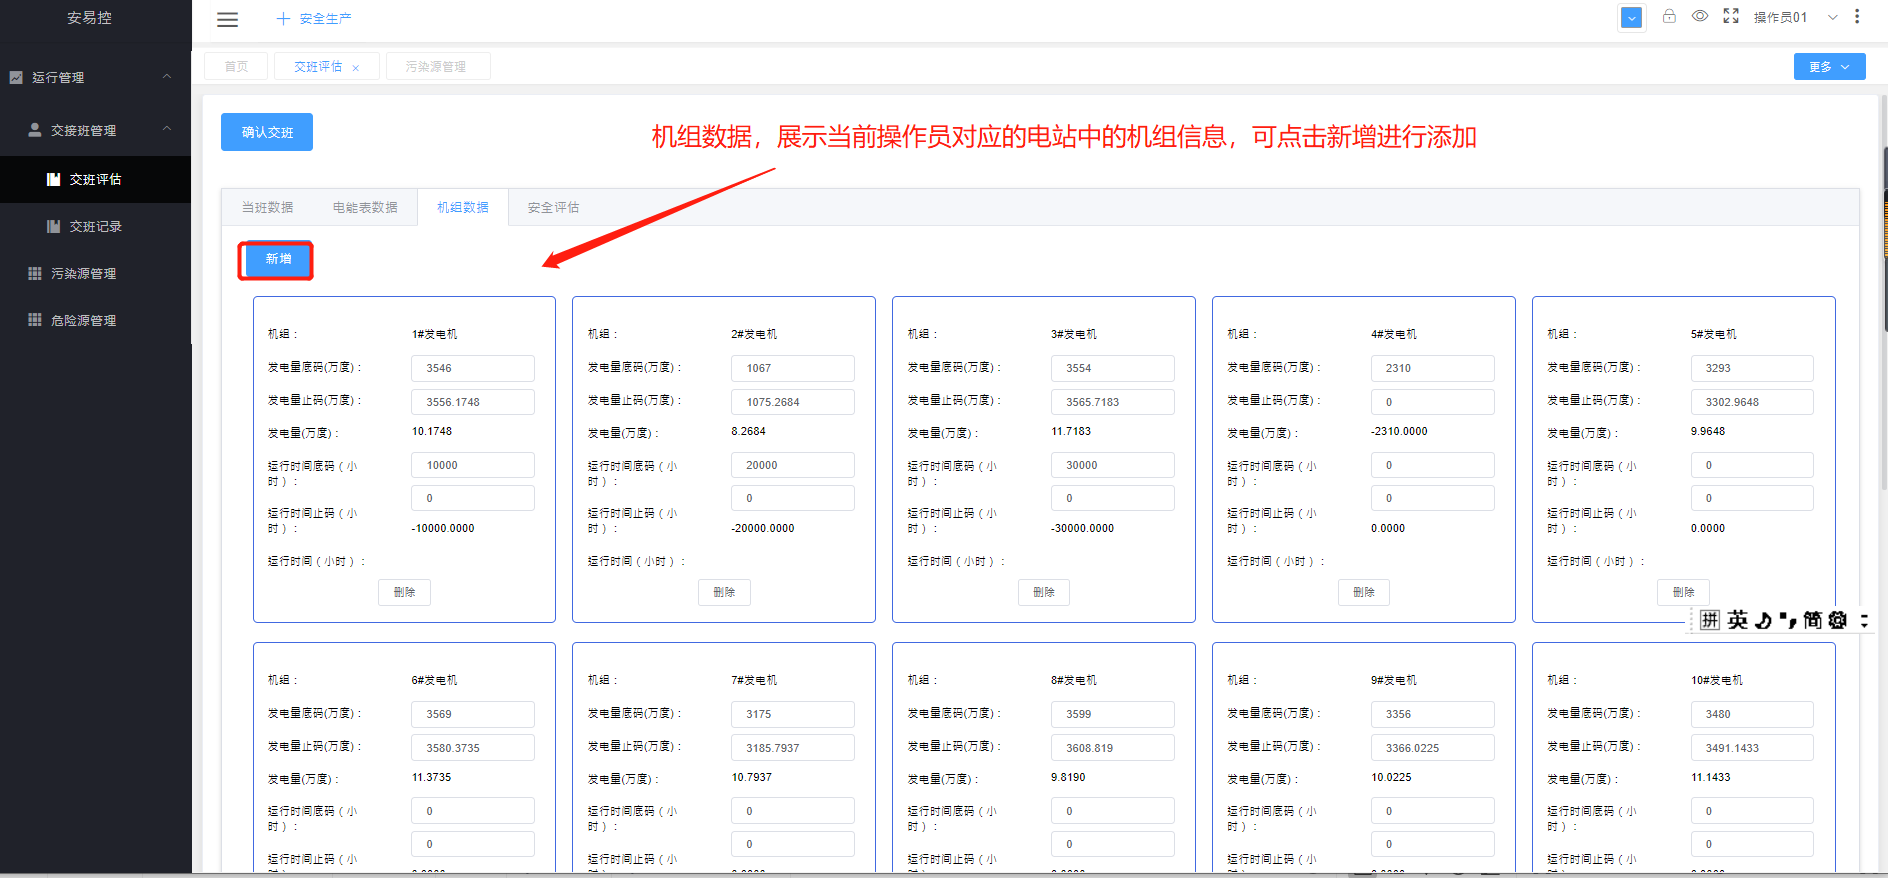 安易控
安全生产
操作员01
运行管理
交接班管理
交班评估
交班记录
污染源管理
危险源管理
首页
交班评估 ×
污染源管理
更多
确认交班
机组数据，展示当前操作员对应的电站中的机组信息，可点击新增进行添加
当班数据
电能表数据
机组数据
安全评估
新增
机组：
1#发电机
发电量底码(万度)：
3546
发电量止码(万度)：
3556.1748
发电量(万度)：
10.1748
运行时间底码（小
时）：
10000
0
运行时间止码（小
时）：
-10000.0000
运行时间（小时）：
删除
机组：
2#发电机
发电量底码(万度)：
1067
发电量止码(万度)：
1075.2684
发电量(万度)：
8.2684
运行时间底码（小
时）：
20000
0
运行时间止码（小
时）：
-20000.0000
运行时间（小时）：
删除
机组：
3#发电机
发电量底码(万度)：
3554
发电量止码(万度)：
3565.7183
发电量(万度)：
11.7183
运行时间底码（小
时）：
30000
0
运行时间止码（小
时）：
-30000.0000
运行时间（小时）：
删除
机组：
4#发电机
发电量底码(万度)：
2310
发电量止码(万度)：
0
发电量(万度)：
-2310.0000
运行时间底码（小
时）：
0
0
运行时间止码（小
时）：
0.0000
运行时间（小时）：
删除
机组：
5#发电机
发电量底码(万度)：
3293
发电量止码(万度)：
3302.9648
发电量(万度)：
9.9648
运行时间底码（小
时）：
0
0
运行时间止码（小
时）：
0.0000
运行时间（小时）：
删除
拼 英 简
机组：
6#发电机
发电量底码(万度)：
3569
发电量止码(万度)：
3580.3735
发电量(万度)：
11.3735
运行时间底码（小
时）：
0
0
运行时间止码（小
机组：
7#发电机
发电量底码(万度)：
3175
发电量止码(万度)：
3185.7937
发电量(万度)：
10.7937
运行时间底码（小
时）：
0
0
运行时间止码（小
机组：
8#发电机
发电量底码(万度)：
3599
发电量止码(万度)：
3608.819
发电量(万度)：
9.8190
运行时间底码（小
时）：
0
0
运行时间止码（小
机组：
9#发电机
发电量底码(万度)：
3356
发电量止码(万度)：
3366.0225
发电量(万度)：
10.0225
运行时间底码（小
时）：
0
0
运行时间止码（小
机组：
10#发电机
发电量底码(万度)：
3480
发电量止码(万度)：
3491.1433
发电量(万度)：
11.1433
运行时间底码（小
时）：
0
0
运行时间止码（小